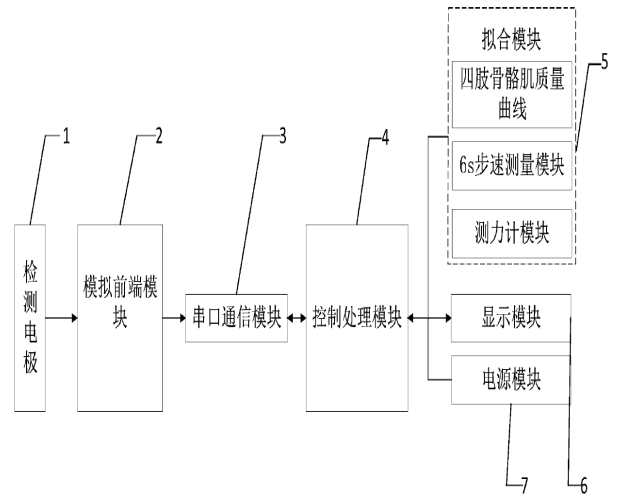 拟合模块
5
四肢骨骼肌质量
曲线
1
2
3
4
6s步速测量模块
测力计模块
检
测
电
极
模拟前端模
块
串口通信模块
控制处理模块
显示模块
电源模块
7
6